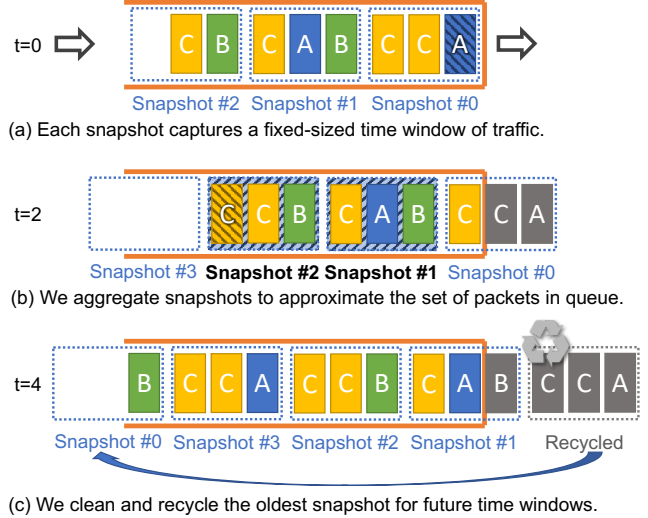 t=0
C B C A B C C A
Snapshot #2 Snapshot #1 Snapshot #0
(a) Each snapshot captures a fixed-sized time window of traffic.
t=2
C C B C A B C C A
Snapshot #3 Snapshot #2 Snapshot #1 Snapshot #0
(b) We aggregate snapshots to approximate the set of packets in queue.
t=4
B C C A C C B C A B C C A
Snapshot #0 Snapshot #3 Snapshot #2 Snapshot #1 Recycled
(c) We clean and recycle the oldest snapshot for future time windows.